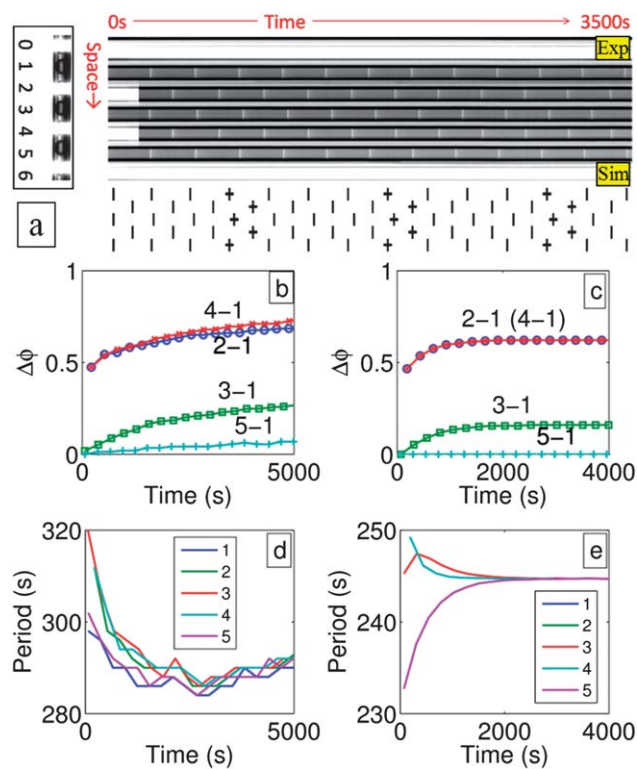 0s Time 3500s
Exp
Space
0 1 2 3 4 5 6
Sim
a
b
1
0.5
0
Δϕ
4−1
2−1
3−1
5−1
0 5000
Time (s)
c
1
0.5
0
2−1 (4−1)
3−1
5−1
0 2000 4000
Time (s)
d
320
300
280
Period (s)
1
2
3
4
5
0 5000
Time (s)
e
250
240
230
Period (s)
1
2
3
4
5
0 2000 4000
Time (s)